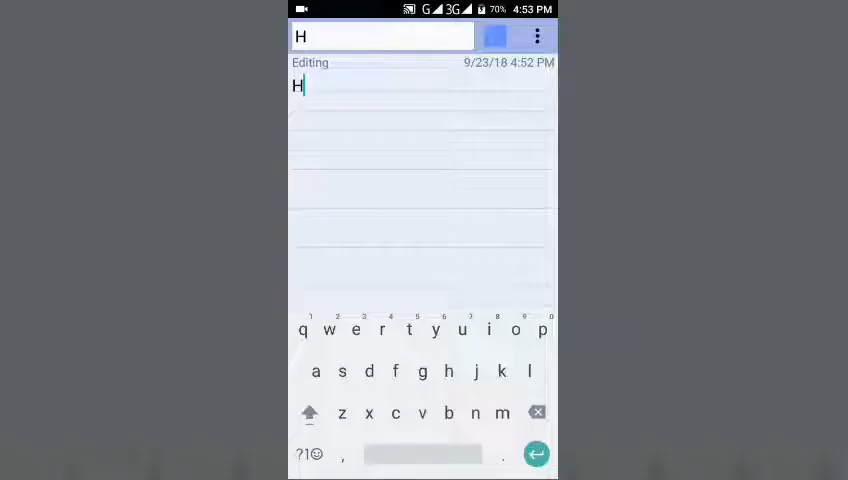 G 3G 70% 4:53 PM
H
Editing 9/23/18 4:52 PM
H
1 2 3 4 5 6 7 8 9 0
q w e r t y u i o p
a s d f g h j k l
z x c v b n m
?1☺ , .